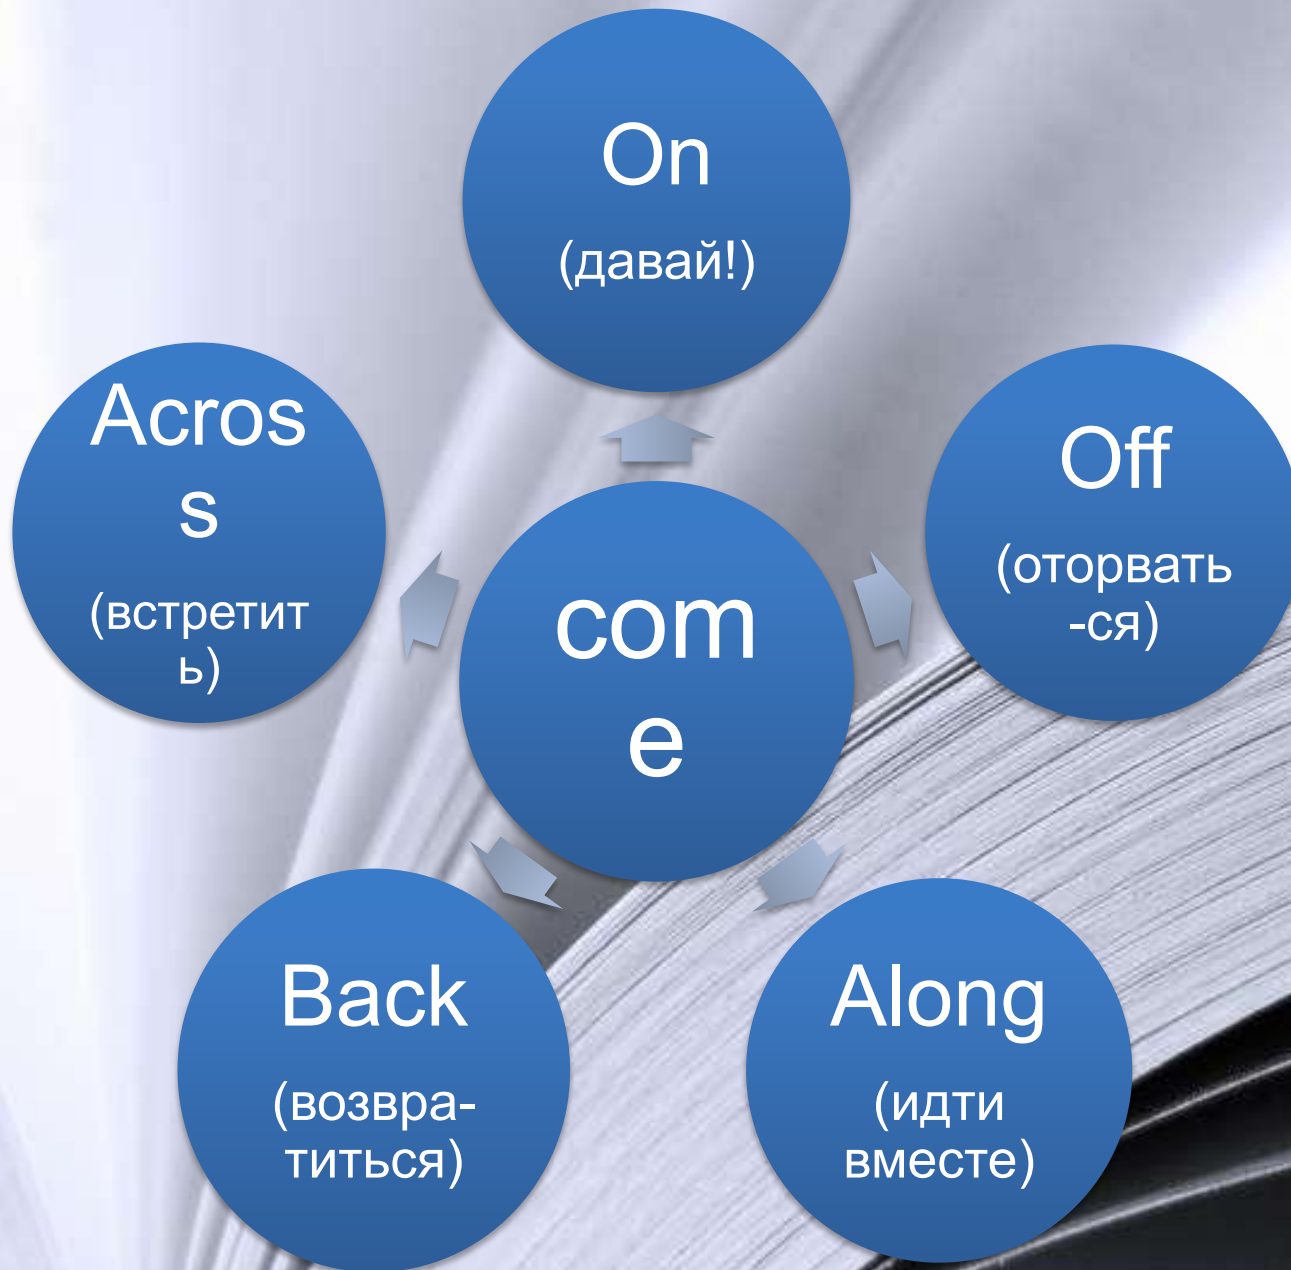 On
(давай!)
Acros
s
(встретит
ь)
Off
(оторвать
-ся)
com
e
Back
(возвра-
титься)
Along
(идти
вместе)